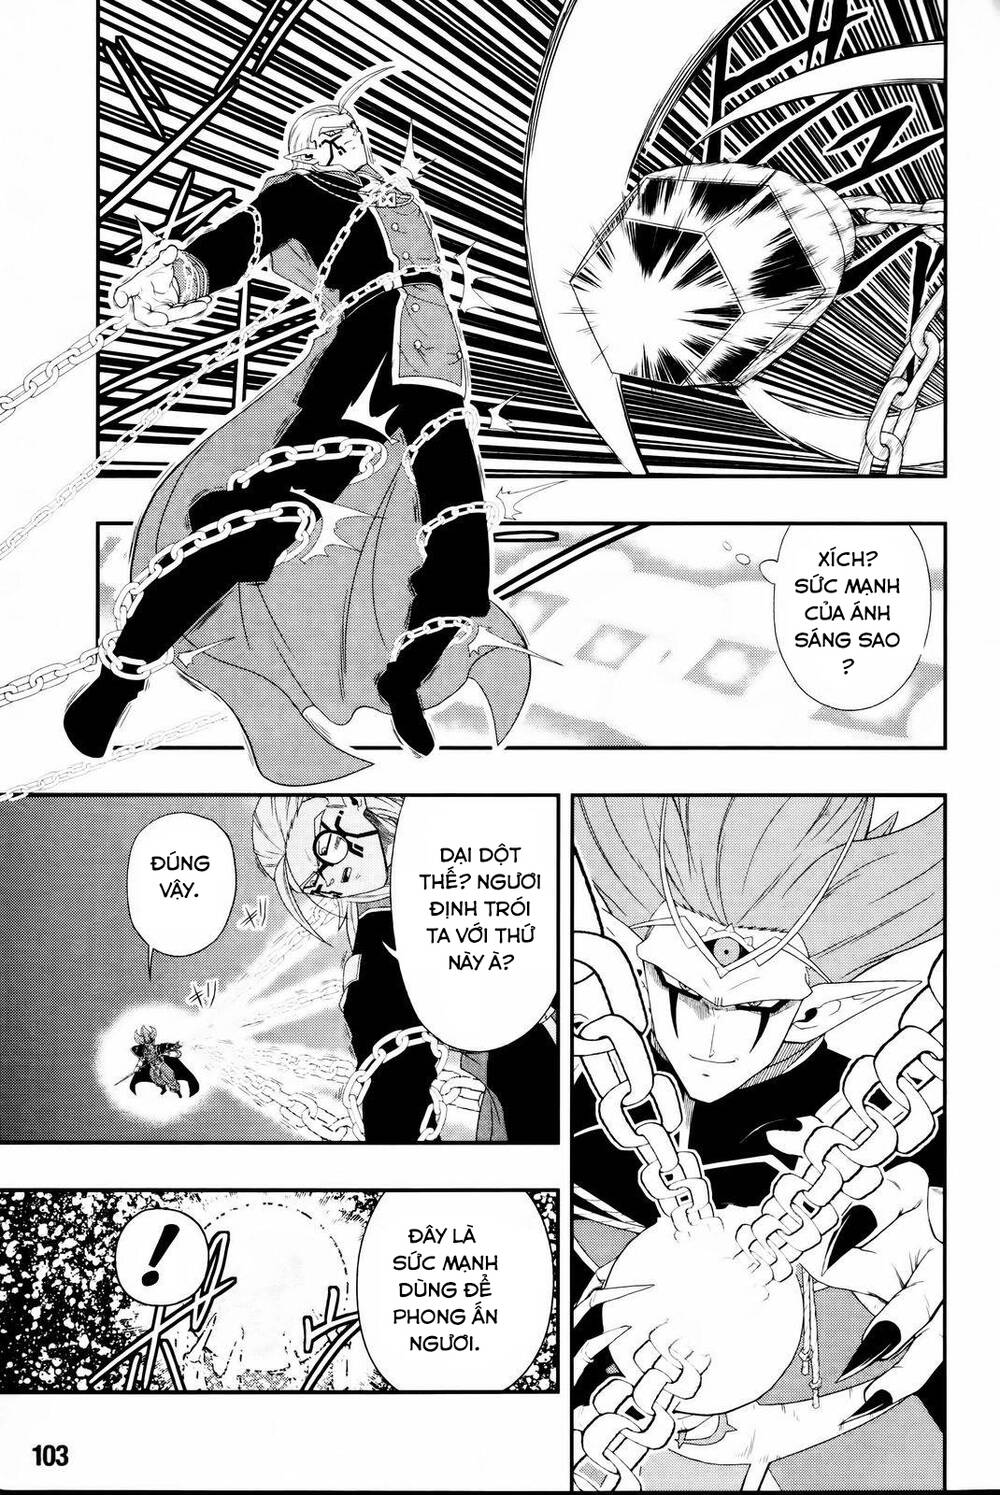 XÍCH?
SỨC MẠNH
CỦA ÁNH
SÁNG SAO
?
DẠI DỘT
THẾ? NGƯƠI
ĐỊNH TRÓI
TA VỚI THỨ
NÀY À?
ĐÚNG
VẬY.
ĐÂY LÀ
SỨC MẠNH
DÙNG ĐỂ
PHONG ẤN
NGƯƠI.
!
103